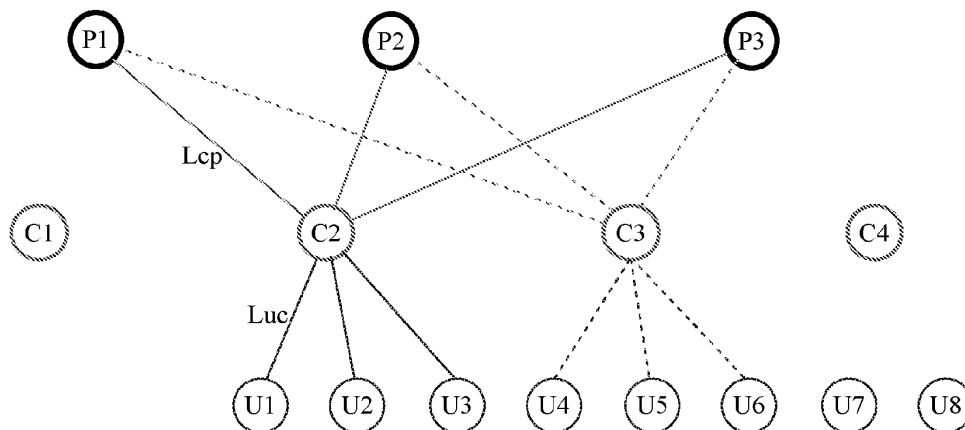 P1 P2 P3
Lcp
C1 C2 C3 C4
Luc
U1 U2 U3 U4 U5 U6 U7 U8